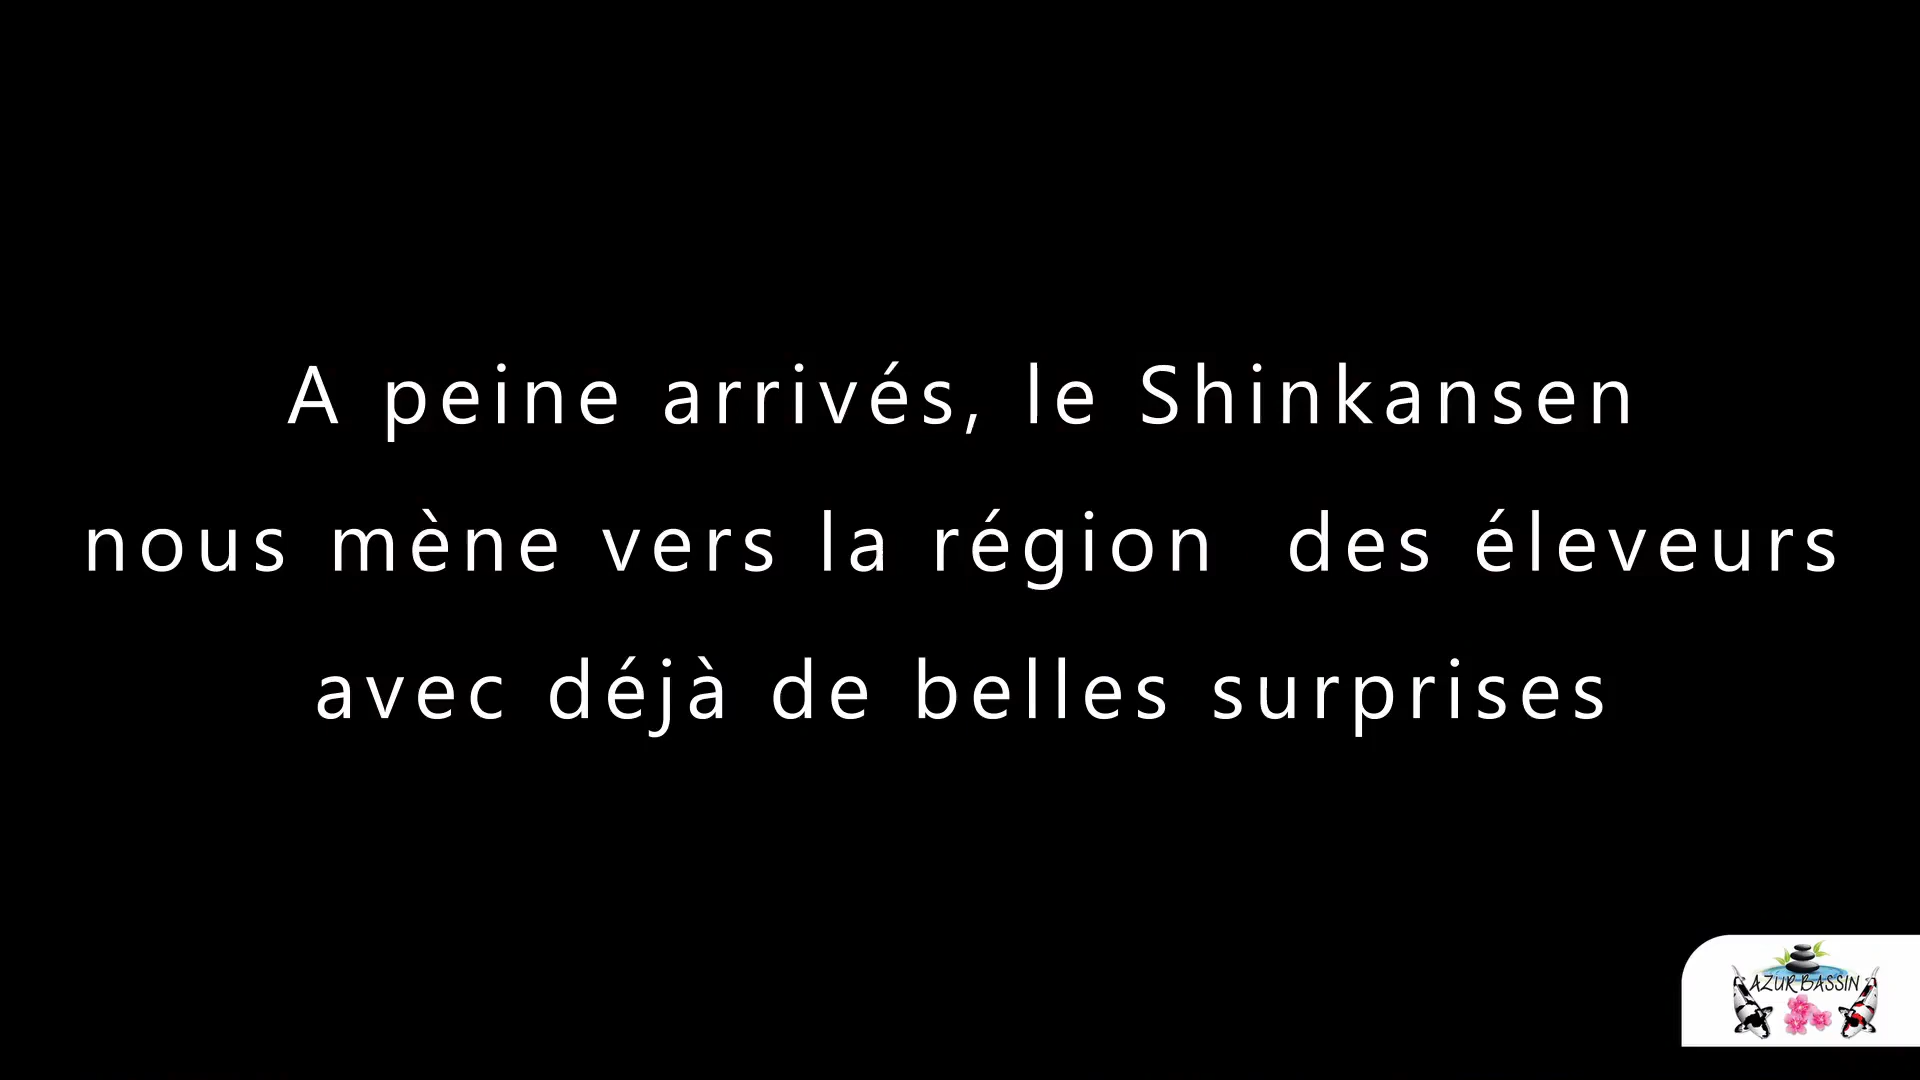 A peine arrivés, le Shinkansen
nous mène vers la région  des éleveurs
avec déjà de belles surprises
AZUR BASSIN